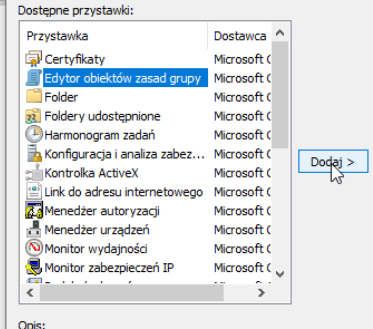 Dostępne przystawki:
Przystawka Dostawca
Certyfikaty Microsoft C
Edytor obiektów zasad grupy Microsoft C
Folder Microsoft C
Foldery udostępnione Microsoft C
Harmonogram zadań Microsoft C
Konfiguracja i analiza zabez... Microsoft C
Kontrolka ActiveX Microsoft C
Link do adresu internetowego Microsoft C
Menedżer autoryzacji Microsoft C
Menedżer urządzeń Microsoft C
Monitor wydajności Microsoft C
Monitor zabezpieczeń IP Microsoft C
Dodaj >
Opis: